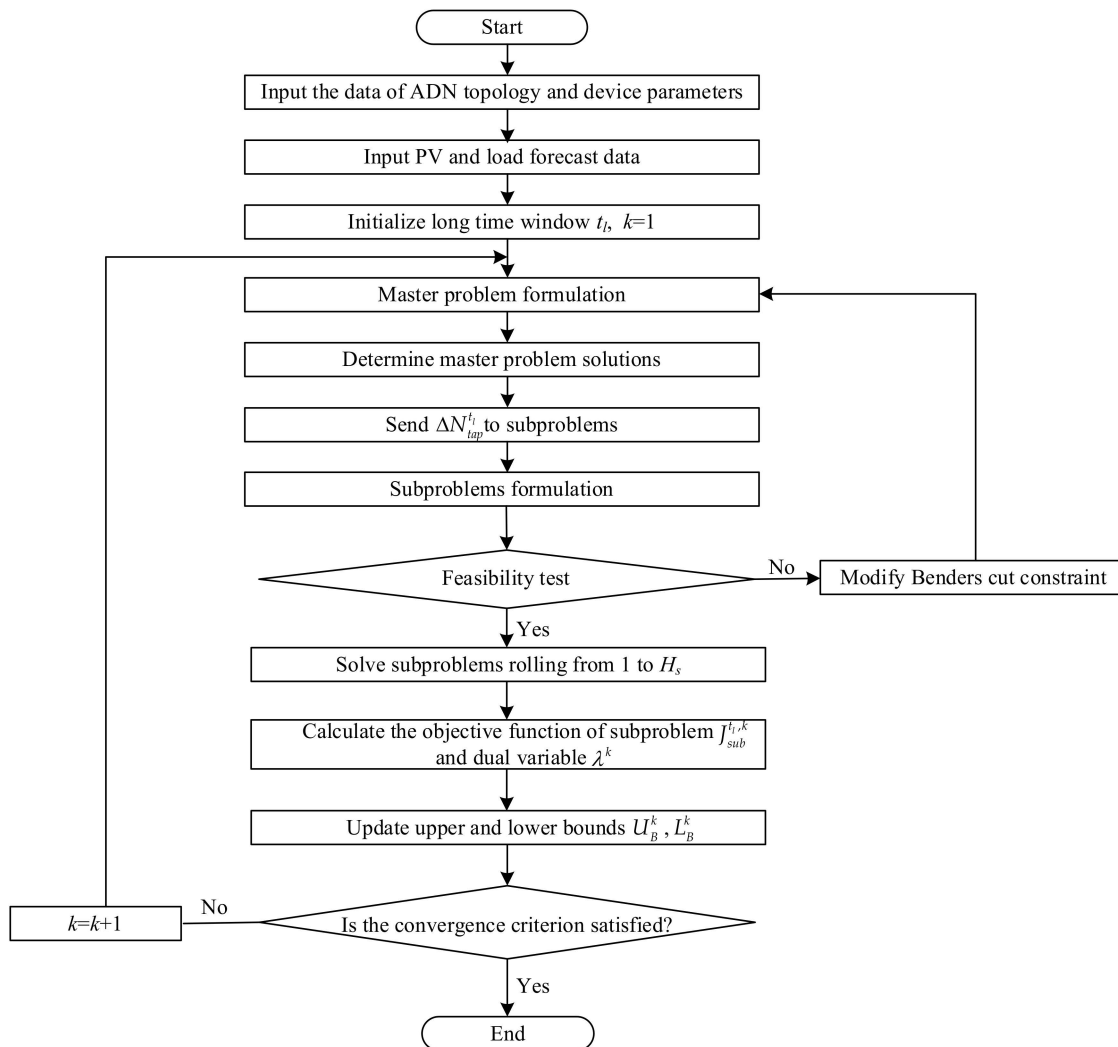 Start
Input the data of ADN topology and device parameters
Input PV and load forecast data
Initialize long time window t_l, k=1
Master problem formulation
Determine master problem solutions
Send ΔN_{tap}^{t_l} to subproblems
Subproblems formulation
Feasibility test
No
Modify Benders cut constraint
Yes
Solve subproblems rolling from 1 to H_s
Calculate the objective function of subproblem J_{sub}^{t_l,k}
and dual variable λ^k
Update upper and lower bounds U_B^k , L_B^k
Is the convergence criterion satisfied?
No
k=k+1
Yes
End